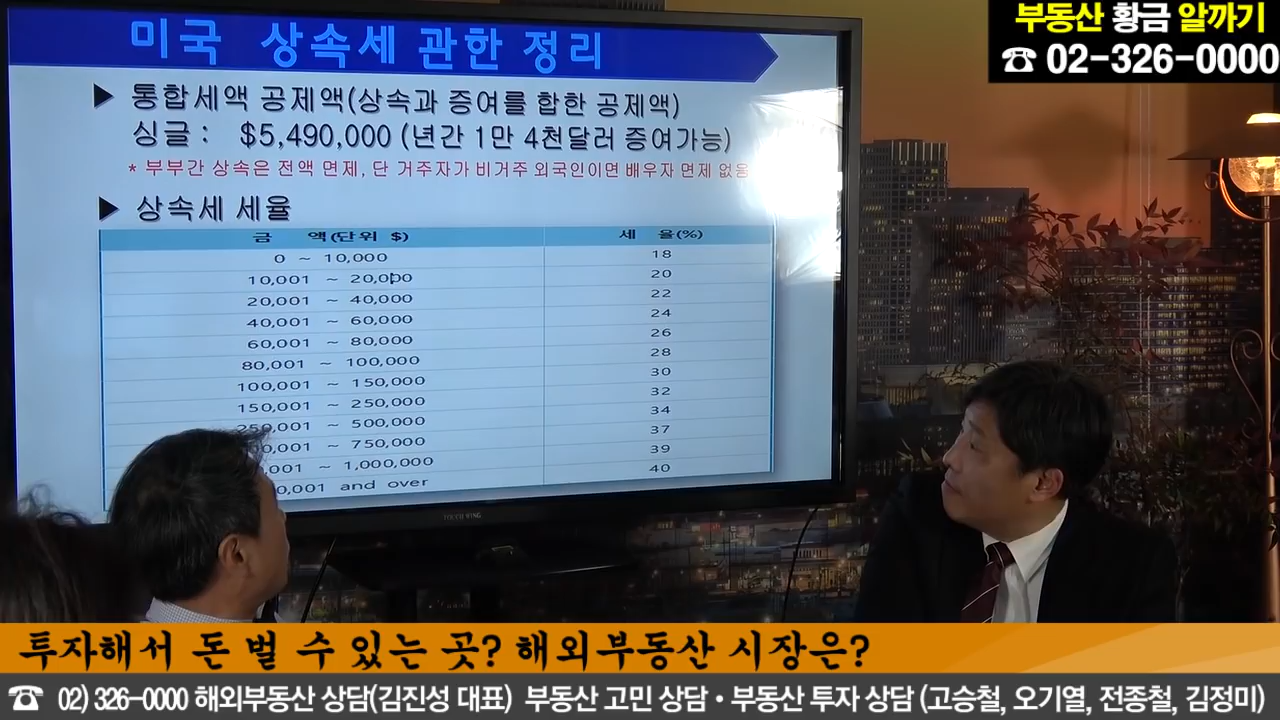 부동산 황금 알까기
☎ 02-326-0000
미국 상속세 관한 정리
▶ 통합세액 공제액(상속과 증여를 합한 공제액)
싱글 : $5,490,000 (년간 1만 4천달러 증여가능)
* 부부간 상속은 전액 면제, 단 거주자가 비거주 외국인이면 배우자 면제 없음
▶ 상속세 세율
금 액(단위 $) 세 율(%)
0 ~ 10,000 18
10,001 ~ 20,000 20
20,001 ~ 40,000 22
40,001 ~ 60,000 24
60,001 ~ 80,000 26
80,001 ~ 100,000 28
100,001 ~ 150,000 30
150,001 ~ 250,000 32
250,001 ~ 500,000 34
,001 ~ 750,000 37
,001 ~ 1,000,000 39
0,001 and over 40
투자해서 돈 벌 수 있는 곳? 해외부동산 시장은?
☎ 02) 326-0000 해외부동산 상담(김진성 대표) 부동산 고민 상담·부동산 투자 상담 (고승철, 오기열, 전종철, 김정미)